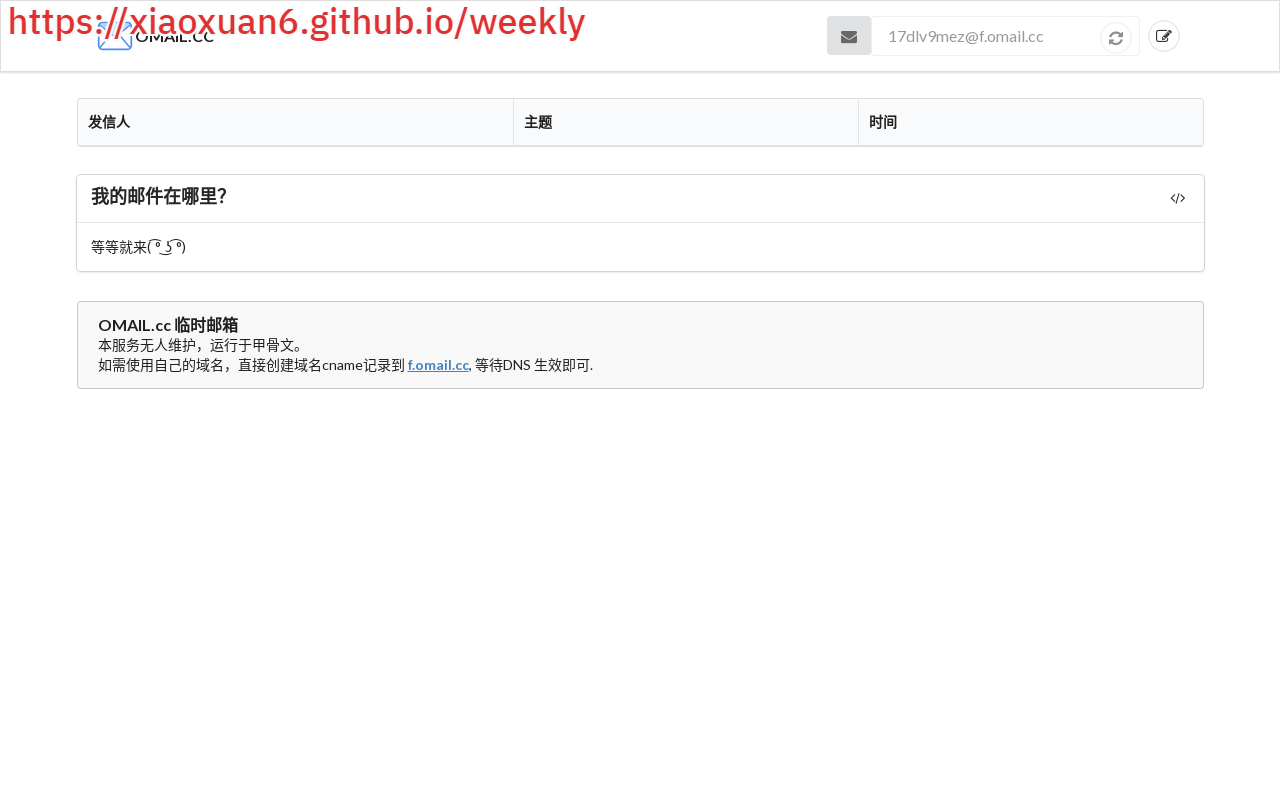 https://xiaoxuan6.github.io/weekly
OMAIL.CC
17dlv9mez@f.omail.cc
发信人 主题 时间
我的邮件在哪里？
等等就来( ͡° ͜ʖ ͡°)
OMAIL.cc 临时邮箱
本服务无人维护，运行于甲骨文。
如需使用自己的域名，直接创建域名cname记录到 f.omail.cc, 等待DNS 生效即可.